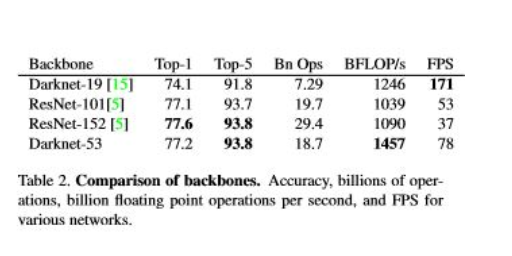 Backbone Top-1 Top-5 Bn Ops BFLOP/s FPS
Darknet-19 [15] 74.1 91.8 7.29 1246 171
ResNet-101[5] 77.1 93.7 19.7 1039 53
ResNet-152 [5] 77.6 93.8 29.4 1090 37
Darknet-53 77.2 93.8 18.7 1457 78
Table 2. Comparison of backbones. Accuracy, billions of oper-
ations, billion floating point operations per second, and FPS for
various networks.